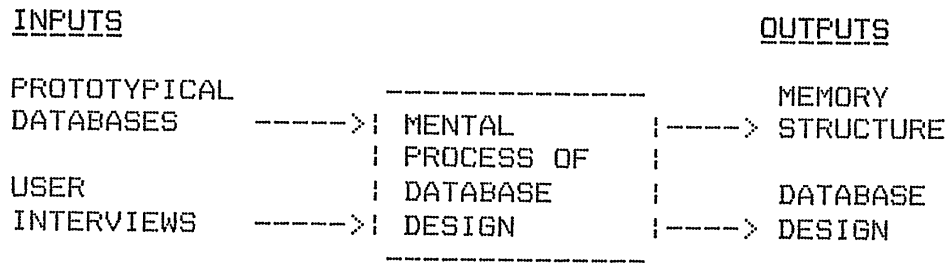 INPUTS OUTPUTS
PROTOTYPICAL
DATABASES ----->¦ MENTAL ¦----> MEMORY
STRUCTURE
¦ PROCESS OF ¦
USER ¦ DATABASE ¦ DATABASE
INTERVIEWS ----->¦ DESIGN ¦----> DESIGN